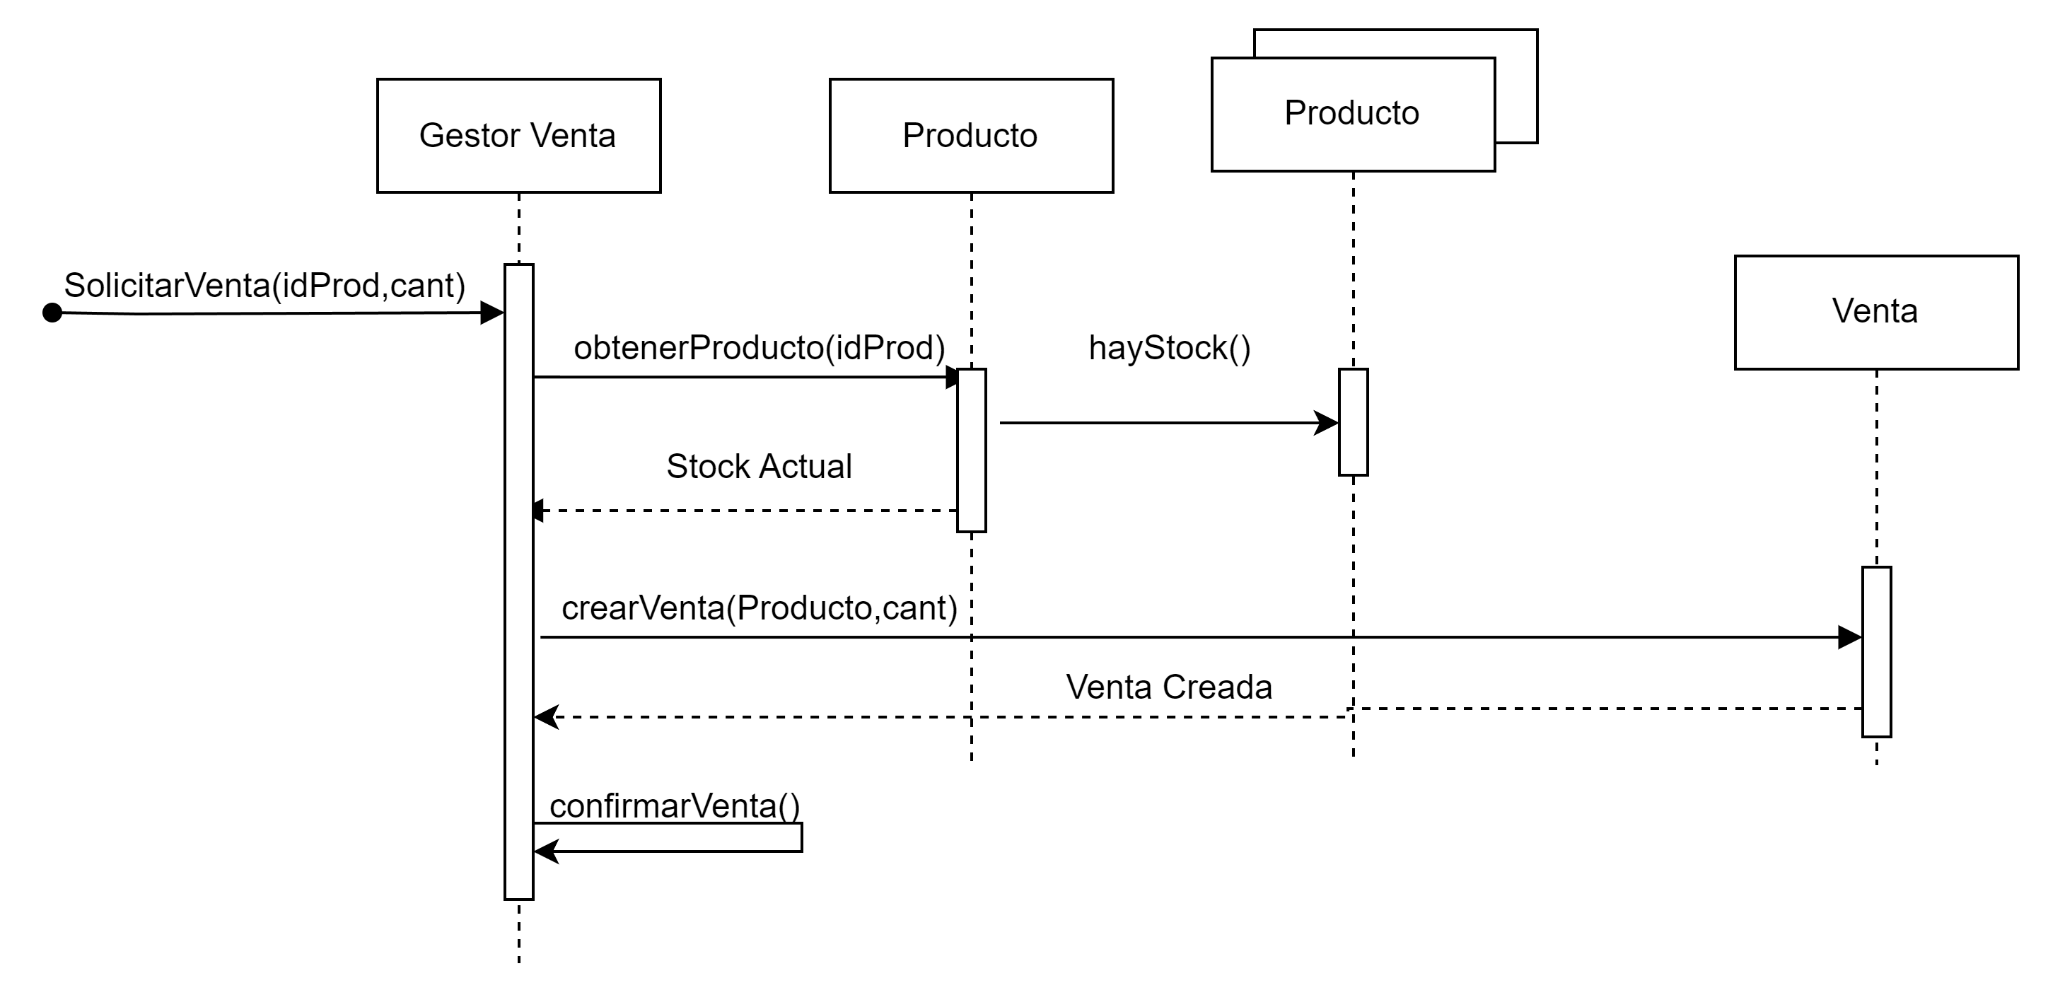 Gestor Venta
Producto
Producto
Venta
SolicitarVenta(idProd,cant)
obtenerProducto(idProd)
hayStock()
Stock Actual
crearVenta(Producto,cant)
Venta Creada
confirmarVenta()